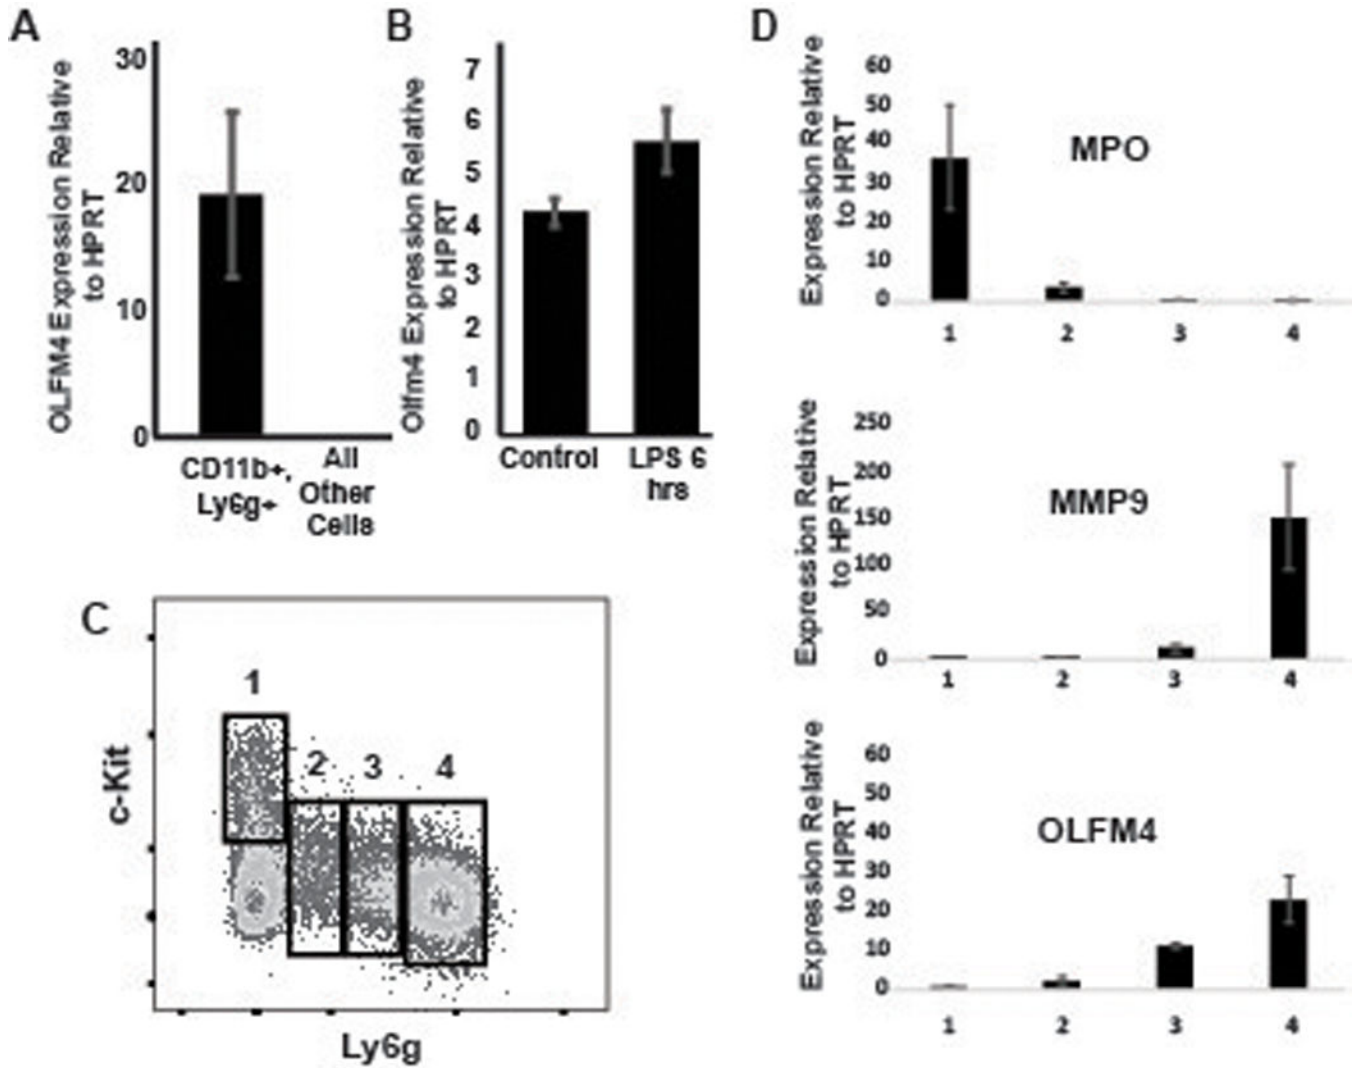 A
OLFM4 Expression Relative
to HPRT
30
20
10
0
CD11b+,
Ly6g+
All
Other
Cells
B
Olfm4 Expression Relative
to HPRT
7
6
5
4
3
2
1
0
Control
LPS 6
hrs
C
c-Kit
1
2
3
4
Ly6g
D
Expression Relative
to HPRT
60
50
40
30
20
10
0
MPO
1
2
3
4
Expression Relative
to HPRT
250
200
150
100
50
0
MMP9
1
2
3
4
Expression Relative
to HPRT
60
50
40
30
20
10
0
OLFM4
1
2
3
4